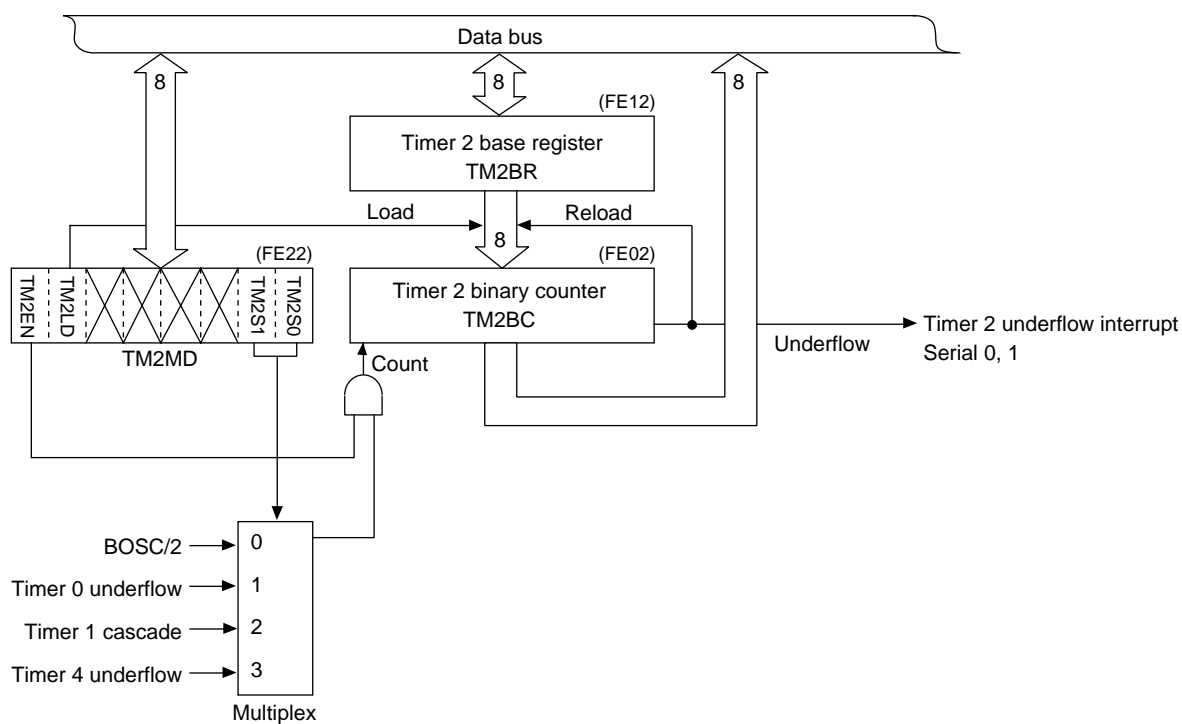 Data bus
8
8
8
(FE12)
Timer 2 base register
TM2BR
Load
Reload
8
(FE22)
(FE02)
TM2EN
TM2LD
TM2S1
TM2S0
TM2MD
Timer 2 binary counter
TM2BC
Underflow
Timer 2 underflow interrupt
Serial 0, 1
Count
BOSC/2
0
Timer 0 underflow
1
Timer 1 cascade
2
Timer 4 underflow
3
Multiplex